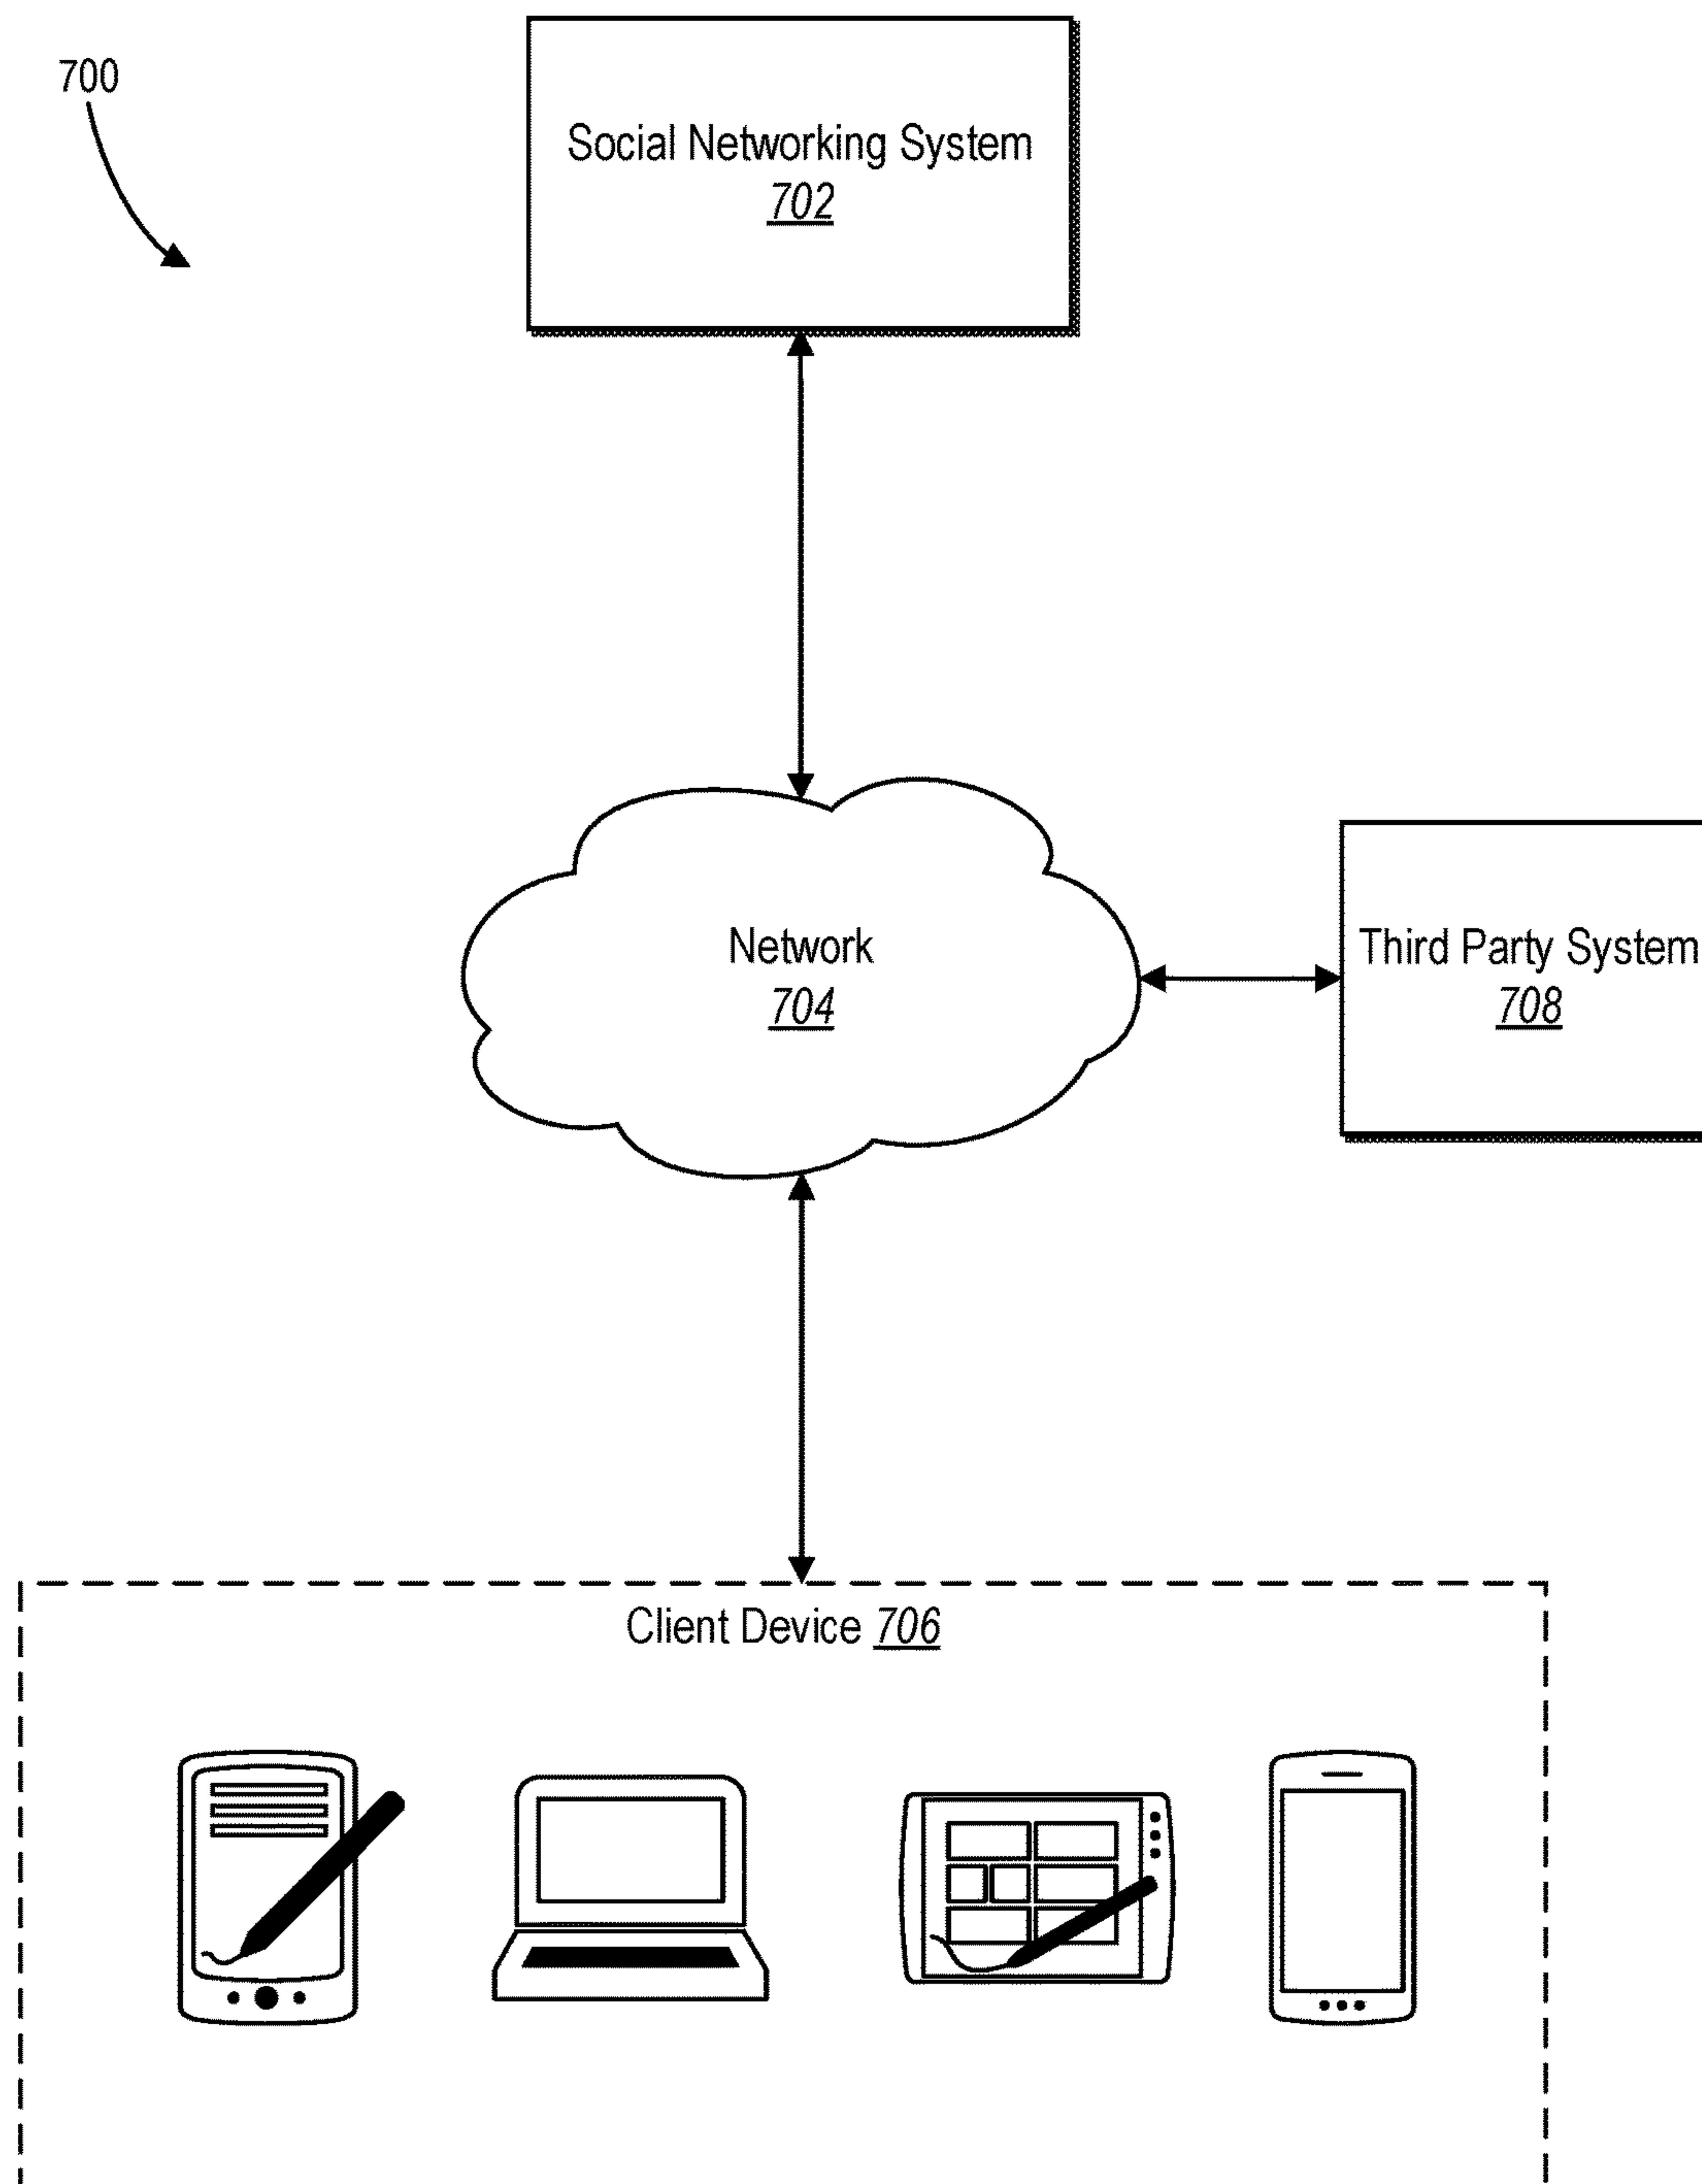 700
Social Networking System
702
Network
704
Third Party System
708
Client Device 706